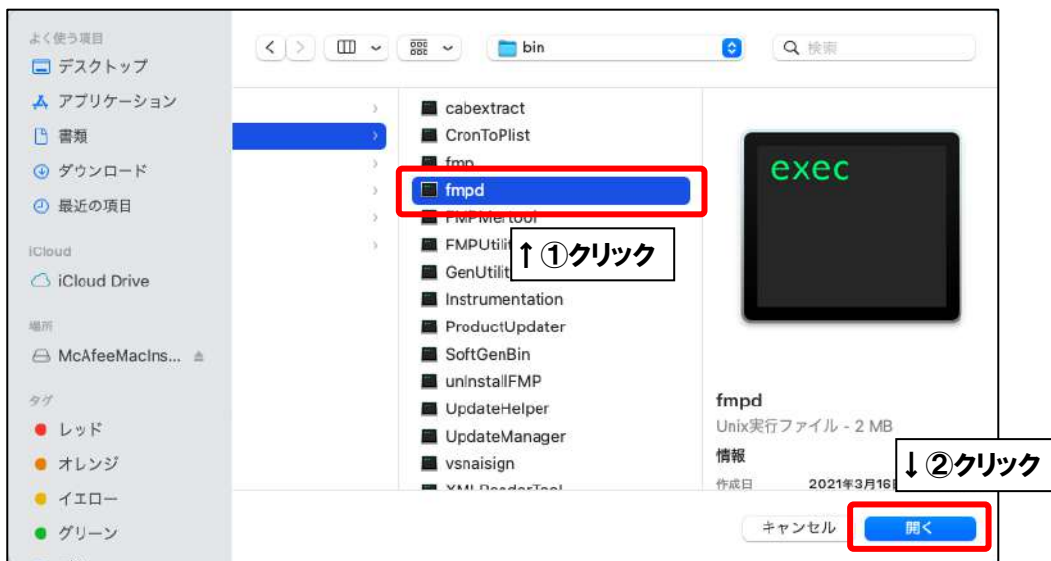 よく使う項目
デスクトップ
アプリケーション
書類
ダウンロード
最近の項目
iCloud
iCloud Drive
場所
McAfeeMacIns...
タグ
レッド
オレンジ
イエロー
グリーン
bin
検索
cabextract
CronToPlist
fmp
fmpd
↑①クリック
FMPUtilit
GenUtilit
Instrumentation
ProductUpdater
SoftGenBin
uninstallFMP
UpdateHelper
UpdateManager
vsnaisign
exec
fmpd
Unix実行ファイル - 2 MB
情報
作成日 2021年3月16日
↓②クリック
キャンセル
開く